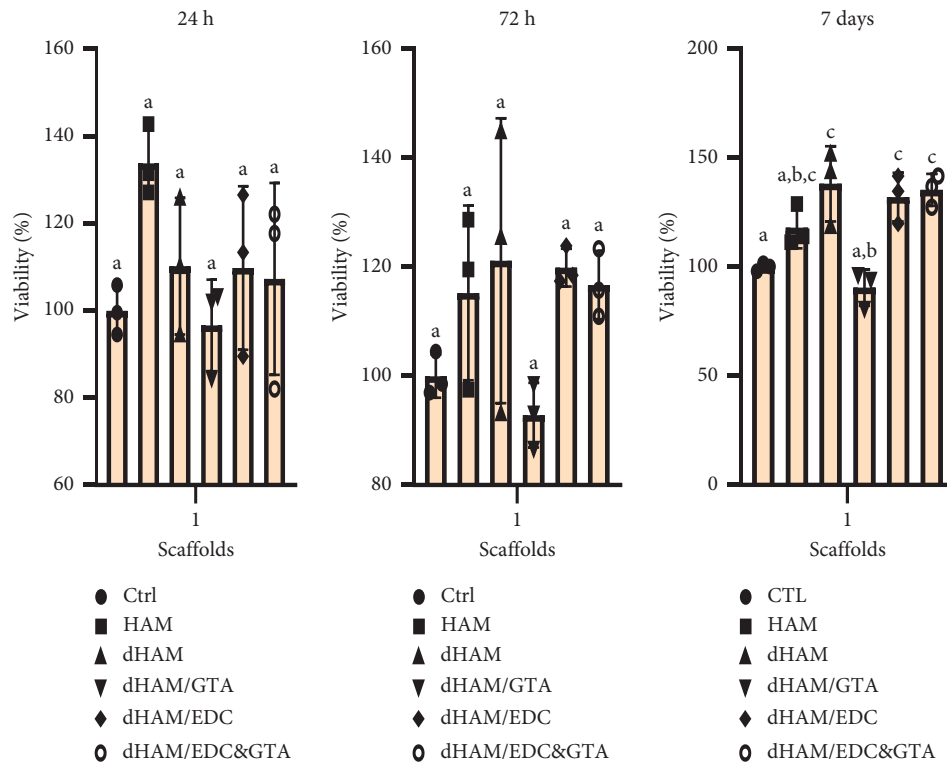 24 h
160
140
120
100
80
60
Viability (%)
a
a
a
a
a
a
1
Scaffolds
Ctrl
HAM
dHAM
dHAM/GTA
dHAM/EDC
dHAM/EDC&GTA
72 h
160
140
120
100
80
Viability (%)
a
a
a
a
a
a
1
Scaffolds
Ctrl
HAM
dHAM
dHAM/GTA
dHAM/EDC
dHAM/EDC&GTA
7 days
200
150
100
50
0
Viability (%)
a
a,b,c
c
a,b
c
c
1
Scaffolds
CTL
HAM
dHAM
dHAM/GTA
dHAM/EDC
dHAM/EDC&GTA